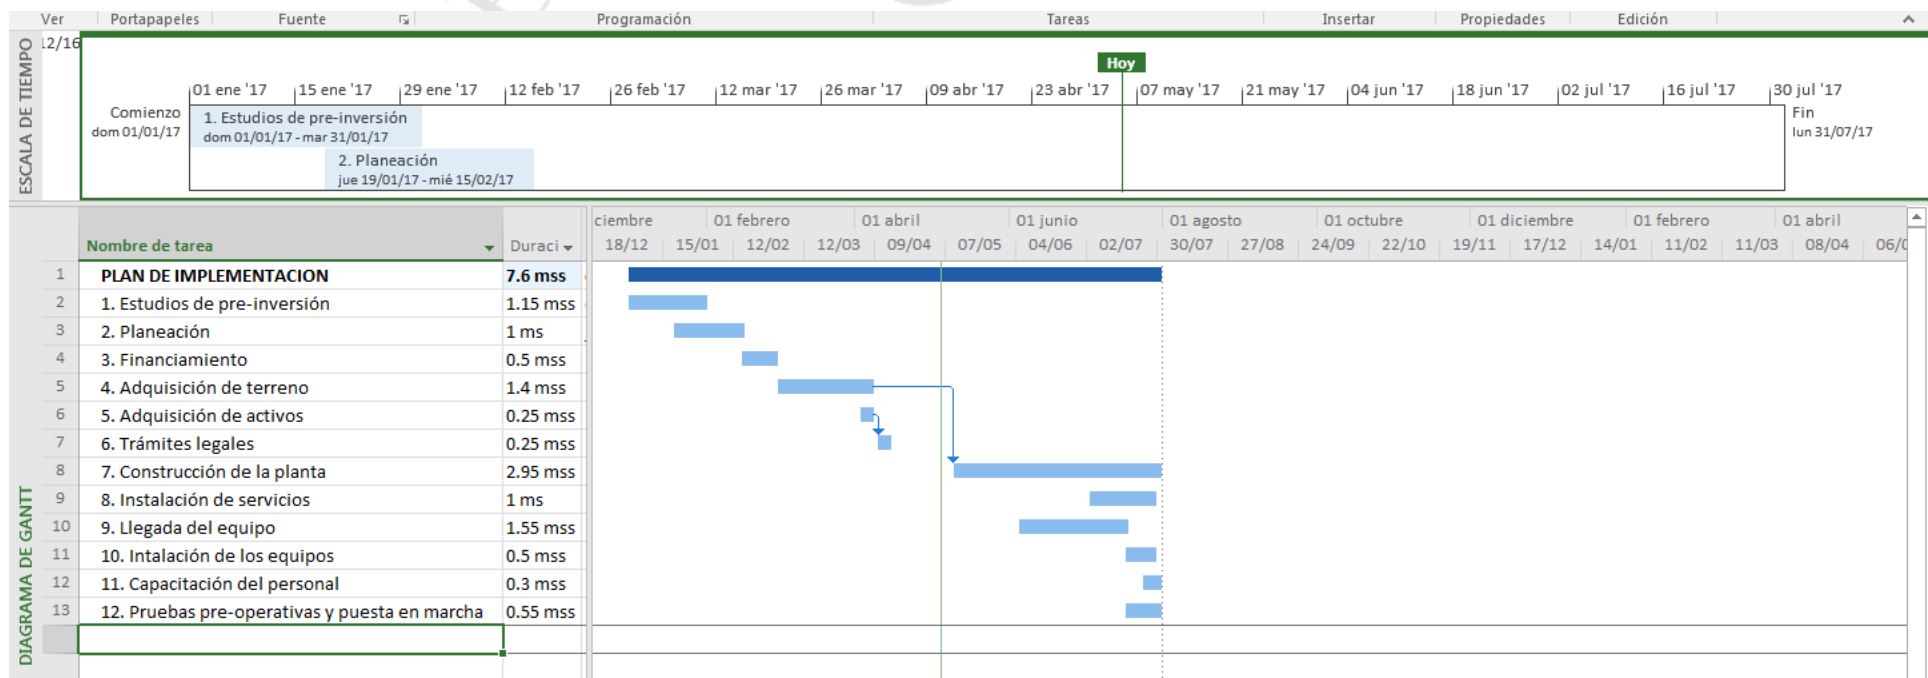 Ver Portapapeles Fuente Programación Tareas Insertar Propiedades Edición
ESCALA DE TIEMPO
12/16
Hoy
01 ene '17 15 ene '17 29 ene '17 12 feb '17 26 feb '17 12 mar '17 26 mar '17 09 abr '17 23 abr '17 07 may '17 21 may '17 04 jun '17 18 jun '17 02 jul '17 16 jul '17 30 jul '17
Comienzo
dom 01/01/17
1. Estudios de pre-inversión
dom 01/01/17 - mar 31/01/17
2. Planeación
jue 19/01/17 - mié 15/02/17
Fin
lun 31/07/17
DIAGRAMA DE GANTT
ciembre 01 febrero 01 abril 01 junio 01 agosto 01 octubre 01 diciembre 01 febrero 01 abril
Nombre de tarea Duraci 18/12 15/01 12/02 12/03 09/04 07/05 04/06 02/07 30/07 27/08 24/09 22/10 19/11 17/12 14/01 11/02 11/03 08/04
1 PLAN DE IMPLEMENTACION 7.6 mss
2 1. Estudios de pre-inversión 1.15 mss
3 2. Planeación 1 ms
4 3. Financiamiento 0.5 mss
5 4. Adquisición de terreno 1.4 mss
6 5. Adquisición de activos 0.25 mss
7 6. Trámites legales 0.25 mss
8 7. Construcción de la planta 2.95 mss
9 8. Instalación de servicios 1 ms
10 9. Llegada del equipo 1.55 mss
11 10. Intalación de los equipos 0.5 mss
12 11. Capacitación del personal 0.3 mss
13 12. Pruebas pre-operativas y puesta en marcha 0.55 mss